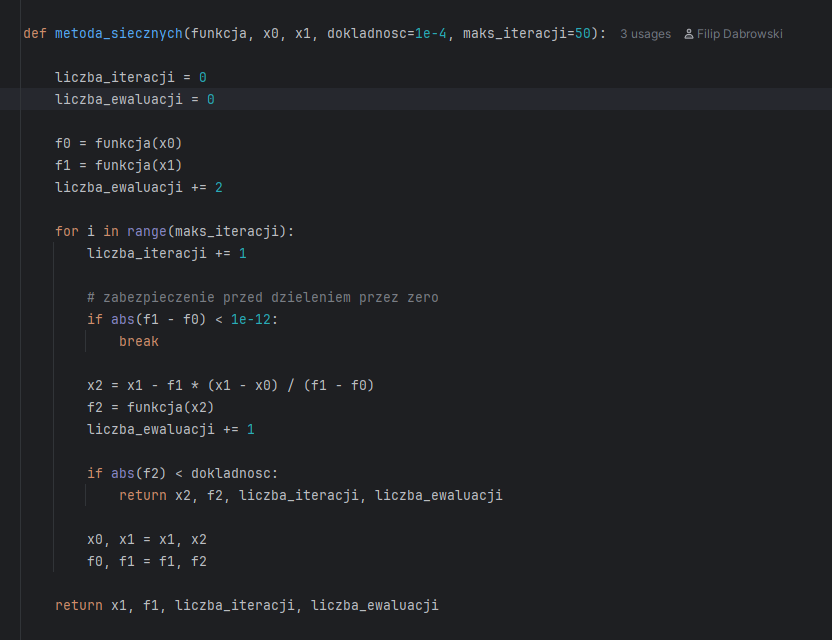 def metoda_siecznych(funkcja, x0, x1, dokladnosc=1e-4, maks_iteracji=50): 3 usages Filip Dabrowski
liczba_iteracji = 0
liczba_ewaluacji = 0
f0 = funkcja(x0)
f1 = funkcja(x1)
liczba_ewaluacji += 2
for i in range(maks_iteracji):
liczba_iteracji += 1
# zabezpieczenie przed dzieleniem przez zero
if abs(f1 - f0) < 1e-12:
break
x2 = x1 - f1 * (x1 - x0) / (f1 - f0)
f2 = funkcja(x2)
liczba_ewaluacji += 1
if abs(f2) < dokladnosc:
return x2, f2, liczba_iteracji, liczba_ewaluacji
x0, x1 = x1, x2
f0, f1 = f1, f2
return x1, f1, liczba_iteracji, liczba_ewaluacji